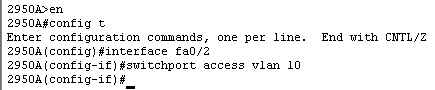 2950A>en
2950A#config t
Enter configuration commands, one per line.  End with CNTL/Z
2950A(config)#interface fa0/2
2950A(config-if)#switchport access vlan 10
2950A(config-if)#